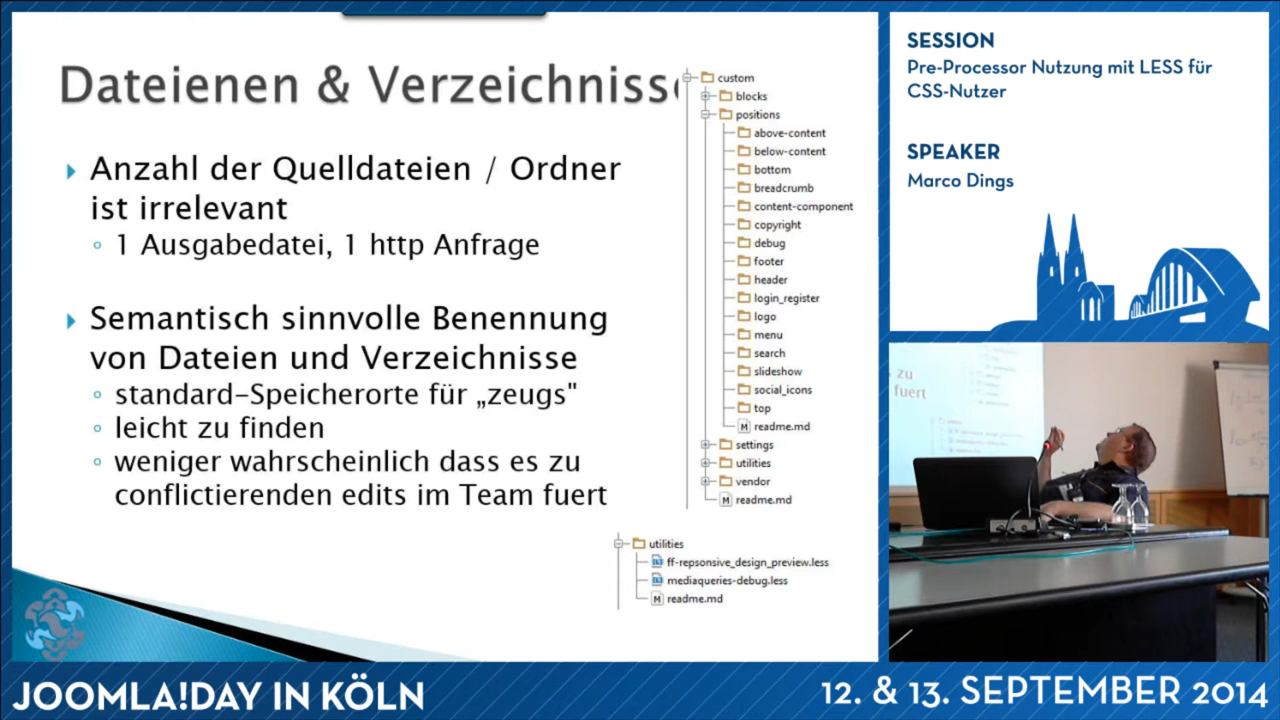 Dateienen & Verzeichniss
Anzahl der Quelldateien / Ordner
ist irrelevant
1 Ausgabedatei, 1 http Anfrage
Semantisch sinnvolle Benennung
von Dateien und Verzeichnisse
standard-Speicherorte für „zeugs"
leicht zu finden
weniger wahrscheinlich dass es zu
conflictierenden edits im Team fuert
custom
blocks
positions
above-content
below-content
bottom
breadcrumb
content-component
copyright
debug
footer
header
login_register
logo
menu
search
slideshow
social_icons
top
M readme.md
settings
utilities
vendor
M readme.md
utilities
ff-repsonsive_design_preview.less
mediaqueries-debug.less
M readme.md
SESSION
Pre-Processor Nutzung mit LESS für
CSS-Nutzer
SPEAKER
Marco Dings
zu
fuert
JOOMLA!DAY IN KÖLN
12. & 13. SEPTEMBER 2014